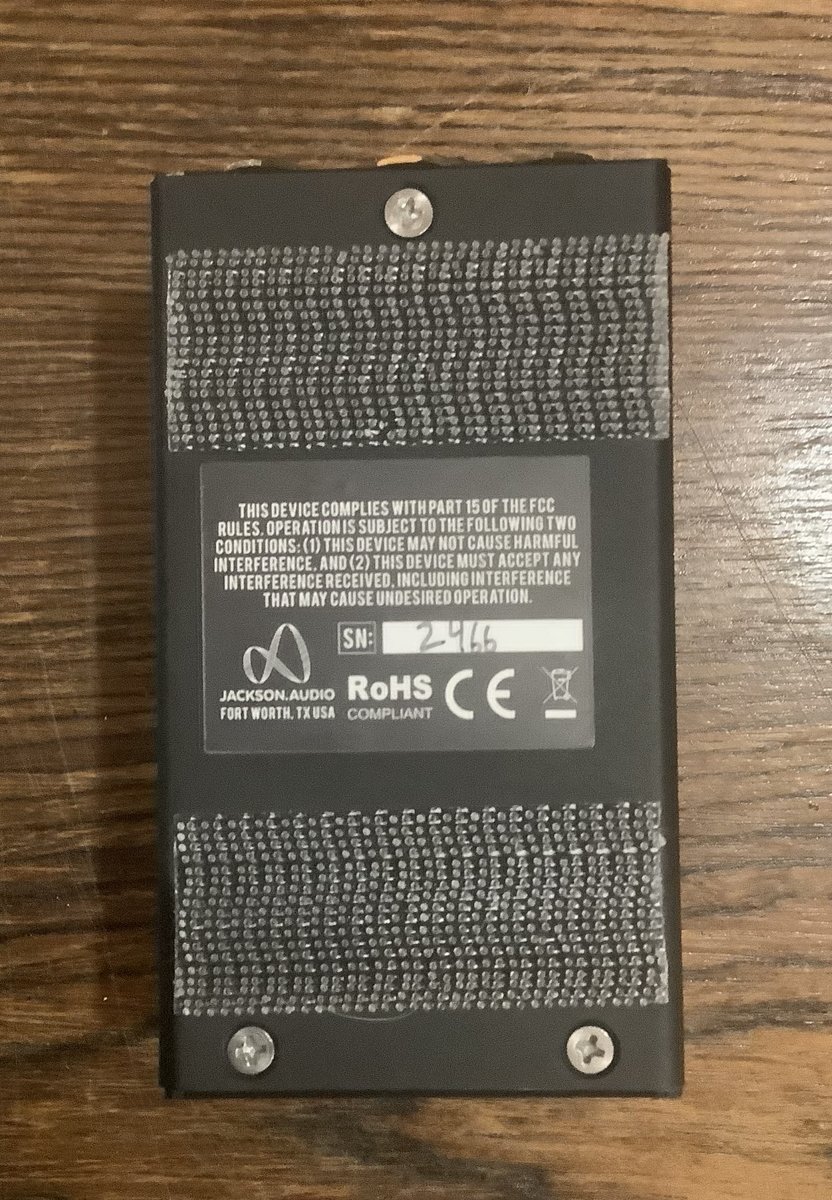 THIS DEVICE COMPLIES WITH PART 15 OF THE FCC
RULES. OPERATION IS SUBJECT TO THE FOLLOWING TWO
CONDITIONS: (1) THIS DEVICE MAY NOT CAUSE HARMFUL
INTERFERENCE, AND (2) THIS DEVICE MUST ACCEPT ANY
INTERFERENCE RECEIVED, INCLUDING INTERFERENCE
THAT MAY CAUSE UNDESIRED OPERATION.
SN: 2466
JACKSON.AUDIO
FORT WORTH, TX USA
RoHS
COMPLIANT
CE